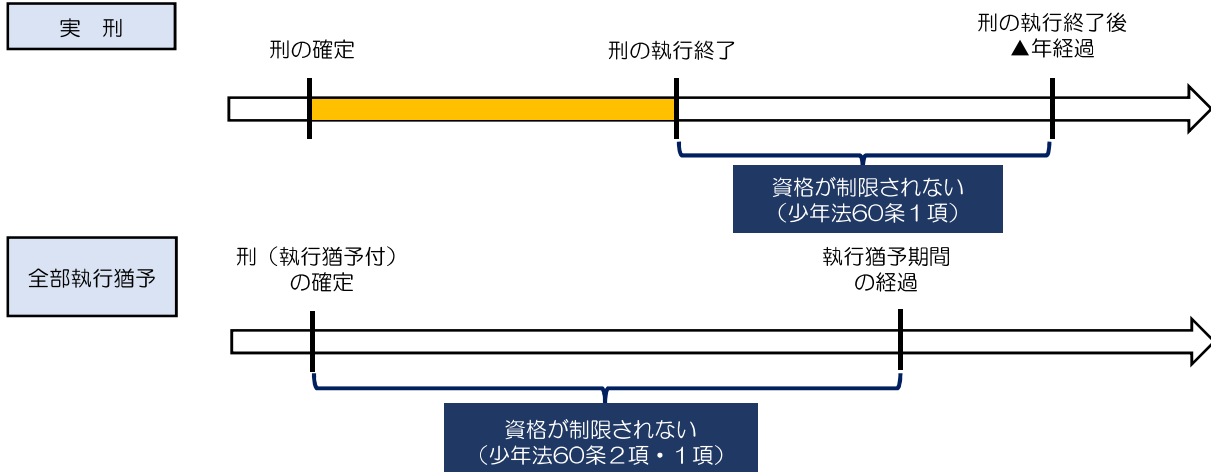 実　刑
刑の確定
刑の執行終了
刑の執行終了後
▲年経過
資格が制限されない
（少年法60条１項）
全部執行猶予
刑（執行猶予付）
の確定
執行猶予期間
の経過
資格が制限されない
（少年法60条２項・１項）